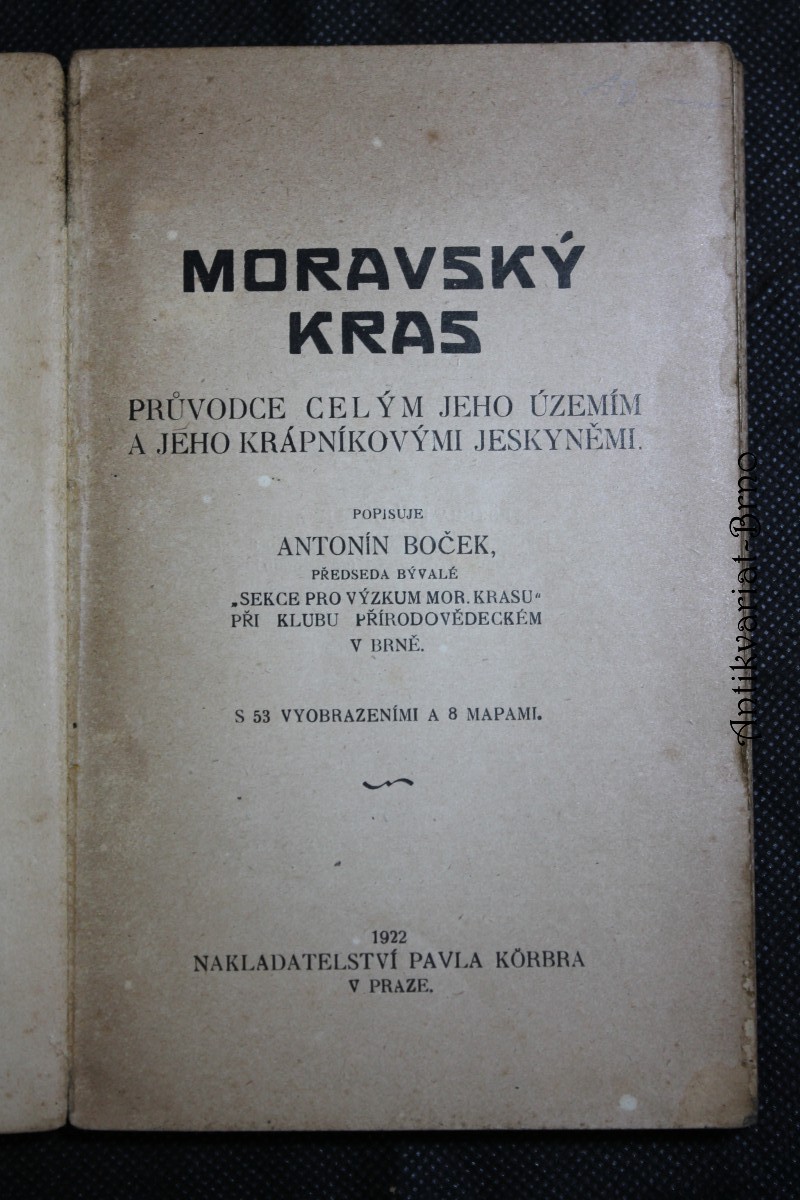 MORAVSKÝ
KRAS
PRŮVODCE CELÝM JEHO ÚZEMÍM
A JEHO KRÁPNÍKOVÝMI JESKYNĚMI.
POPISUJE
ANTONÍN BOČEK,
PŘEDSEDA BÝVALÉ
„SEKCE PRO VÝZKUM MOR. KRASU“
PŘI KLUBU PŘÍRODOVĚDECKÉM
V BRNĚ.
S 53 VYOBRAZENÍMI A 8 MAPAMI.
1922
NAKLADATELSTVÍ PAVLA KÖRBRA
V PRAZE.
Antikvariat-Brno